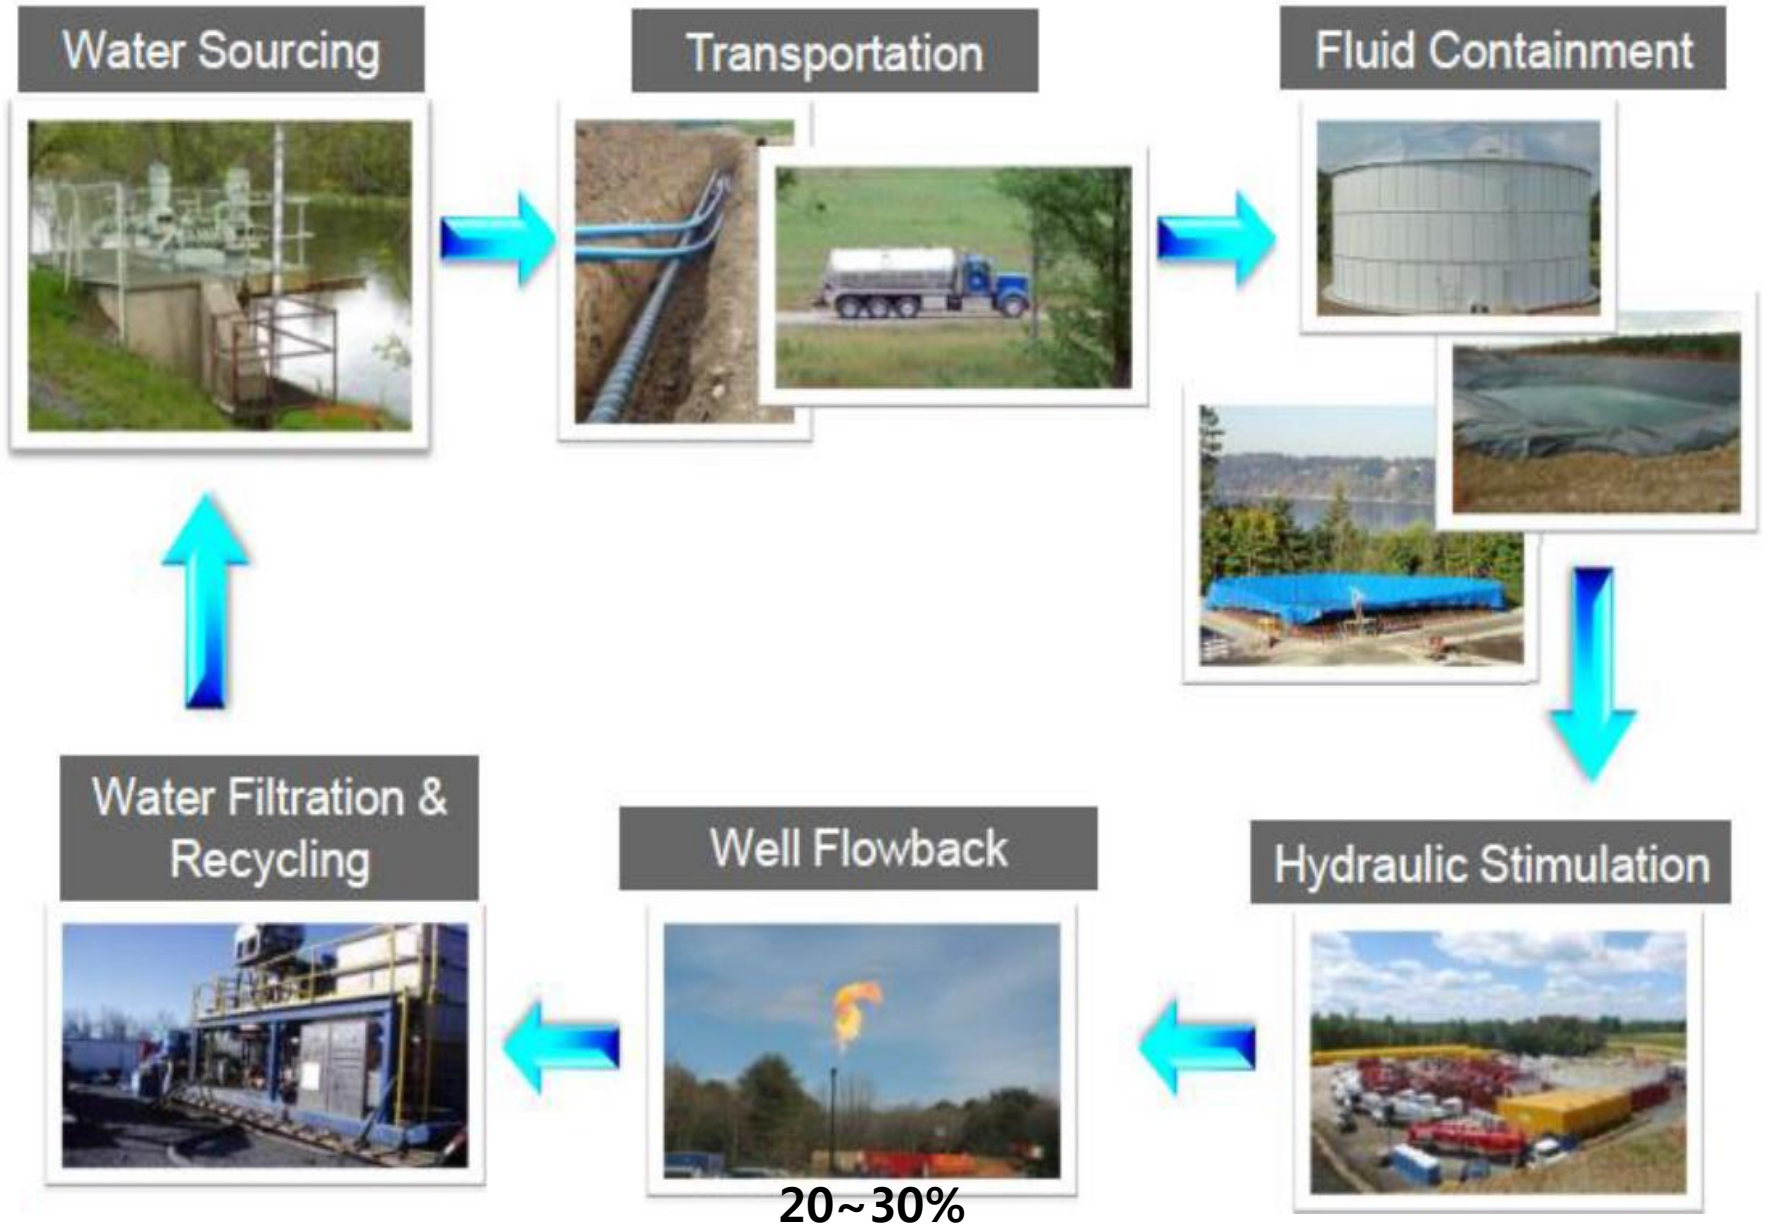 Water Sourcing
Transportation
Fluid Containment
Water Filtration &
Recycling
Well Flowback
Hydraulic Stimulation
20~30%